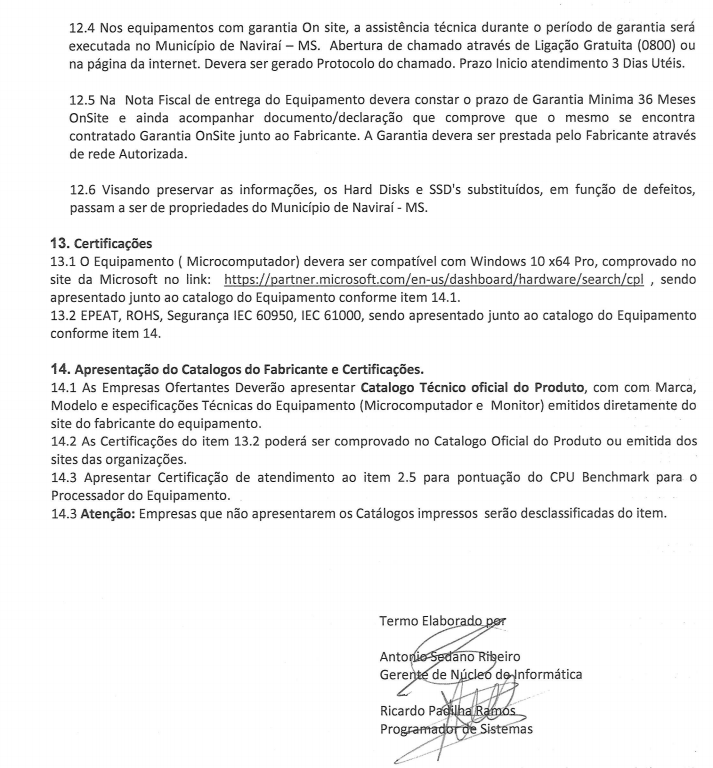 12.4 Nos equipamentos com garantia On site, a assistência técnica durante o período de garantia será
executada no Município de Naviraí – MS. Abertura de chamado através de Ligação Gratuita (0800) ou
na página da internet. Devera ser gerado Protocolo do chamado. Prazo Inicio atendimento 3 Dias Utéis.
12.5 Na Nota Fiscal de entrega do Equipamento devera constar o prazo de Garantia Minima 36 Meses
OnSite e ainda acompanhar documento/declaração que comprove que o mesmo se encontra
contratado Garantia OnSite junto ao Fabricante. A Garantia devera ser prestada pelo Fabricante através
de rede Autorizada.
12.6 Visando preservar as informações, os Hard Disks e SSD's substituídos, em função de defeitos,
passam a ser de propriedades do Município de Naviraí - MS.
13. Certificações
13.1 O Equipamento ( Microcomputador) devera ser compatível com Windows 10 x64 Pro, comprovado no
site da Microsoft no link: https://partner.microsoft.com/en-us/dashboard/hardware/search/cpl , sendo
apresentado junto ao catalogo do Equipamento conforme item 14.1.
13.2 EPEAT, ROHS, Segurança IEC 60950, IEC 61000, sendo apresentado junto ao catalogo do Equipamento
conforme item 14.
14. Apresentação do Catalogos do Fabricante e Certificações.
14.1 As Empresas Ofertantes Deverão apresentar Catalogo Técnico oficial do Produto, com com Marca,
Modelo e especificações Técnicas do Equipamento (Microcomputador e Monitor) emitidos diretamente do
site do fabricante do equipamento.
14.2 As Certificações do item 13.2 poderá ser comprovado no Catalogo Oficial do Produto ou emitida dos
sites das organizações.
14.3 Apresentar Certificação de atendimento ao item 2.5 para pontuação do CPU Benchmark para o
Processador do Equipamento.
14.3 Atenção: Empresas que não apresentarem os Catálogos impressos serão desclassificadas do item.
Termo Elaborado por
Antonio Sedano Ribeiro
Gerente de Núcleo de Informática
Ricardo Padilha Ramos
Programador de Sistemas